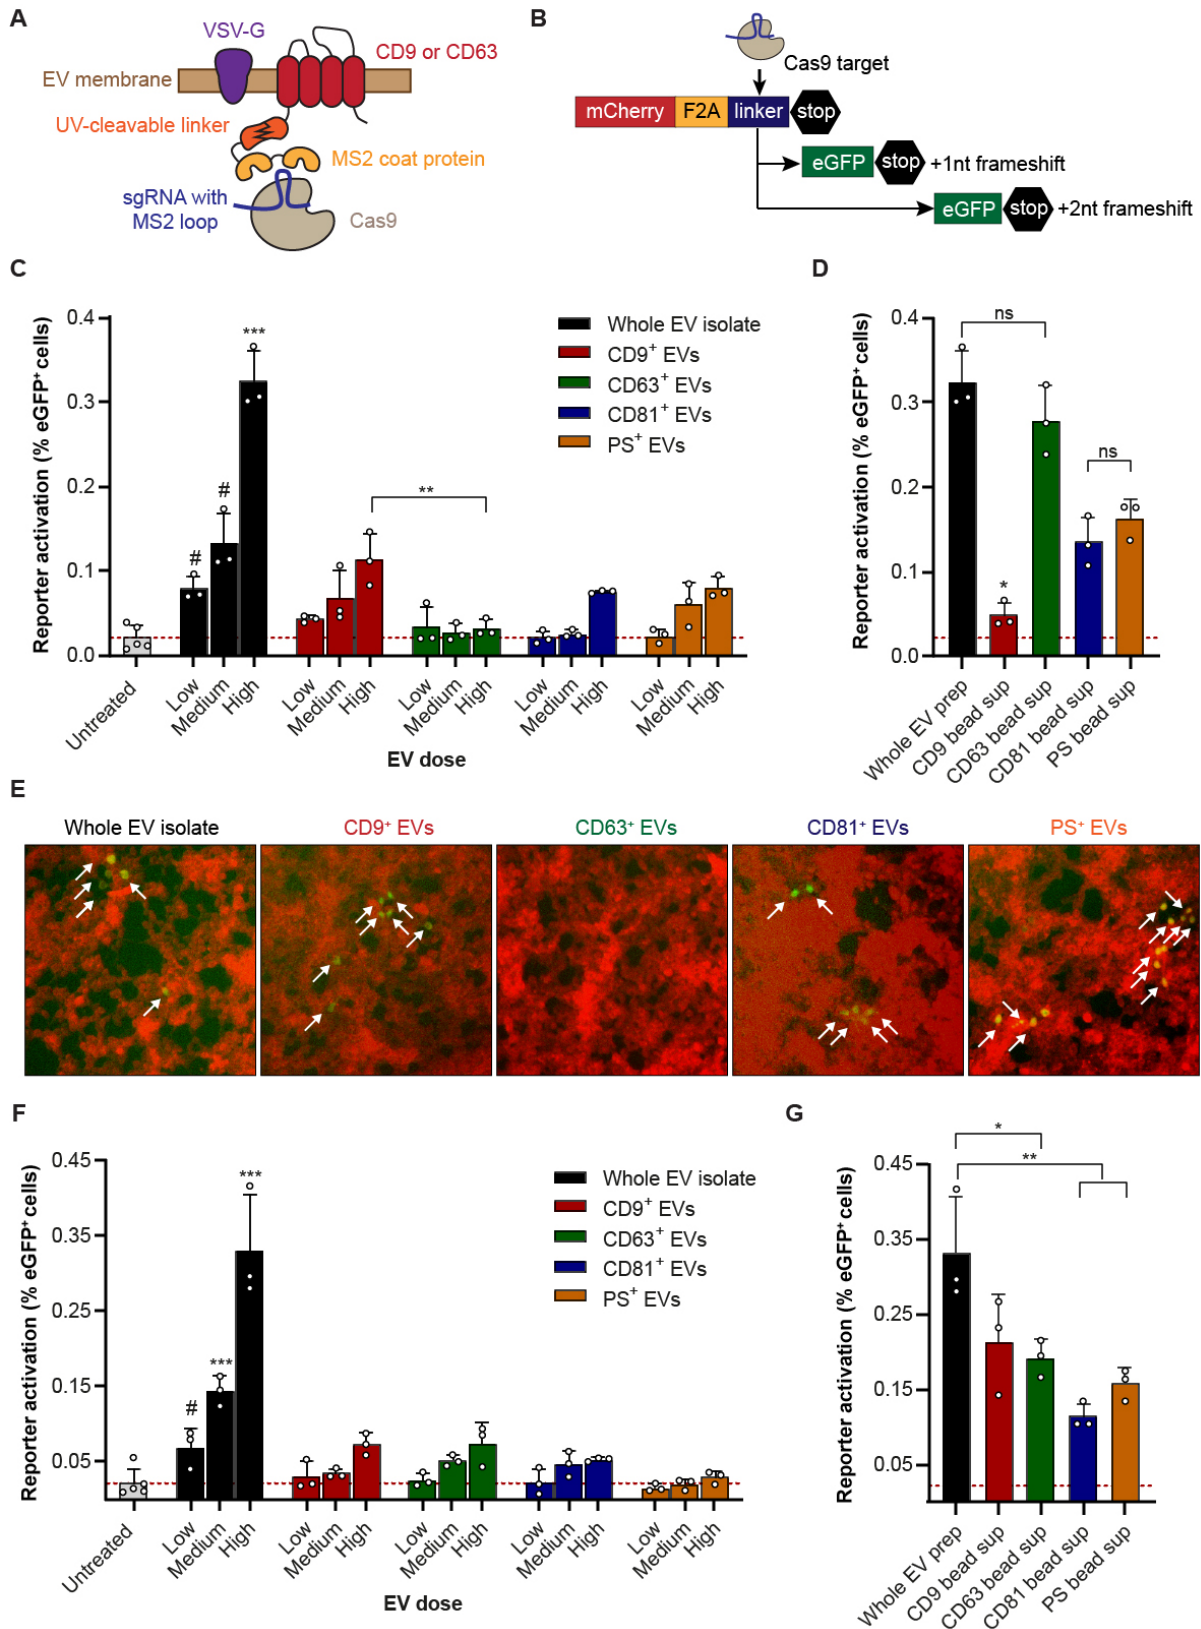 A
VSV-G
CD9 or CD63
EV membrane
UV-cleavable linker
MS2 coat protein
sgRNA with
MS2 loop
Cas9
B
Cas9 target
mCherry F2A linker stop
eGFP stop +1nt frameshift
eGFP stop +2nt frameshift
C
Reporter activation (% eGFP⁺ cells)
0.4
0.3
0.2
0.1
0.0
# # *** **
Whole EV isolate
CD9⁺ EVs
CD63⁺ EVs
CD81⁺ EVs
PS⁺ EVs
Untreated Low Medium High Low Medium High Low Medium High Low Medium High Low Medium High
EV dose
D
Reporter activation (% eGFP⁺ cells)
0.4
0.3
0.2
0.1
0.0
ns
ns
*
Whole EV prep CD9 bead sup CD63 bead sup CD81 bead sup PS bead sup
E
Whole EV isolate CD9⁺ EVs CD63⁺ EVs CD81⁺ EVs PS⁺ EVs
F
Reporter activation (% eGFP⁺ cells)
0.45
0.35
0.25
0.15
0.05
# *** ***
Whole EV isolate
CD9⁺ EVs
CD63⁺ EVs
CD81⁺ EVs
PS⁺ EVs
Untreated Low Medium High Low Medium High Low Medium High Low Medium High Low Medium High
EV dose
G
Reporter activation (% eGFP⁺ cells)
0.45
0.35
0.25
0.15
0.05
*
**
Whole EV prep CD9 bead sup CD63 bead sup CD81 bead sup PS bead sup